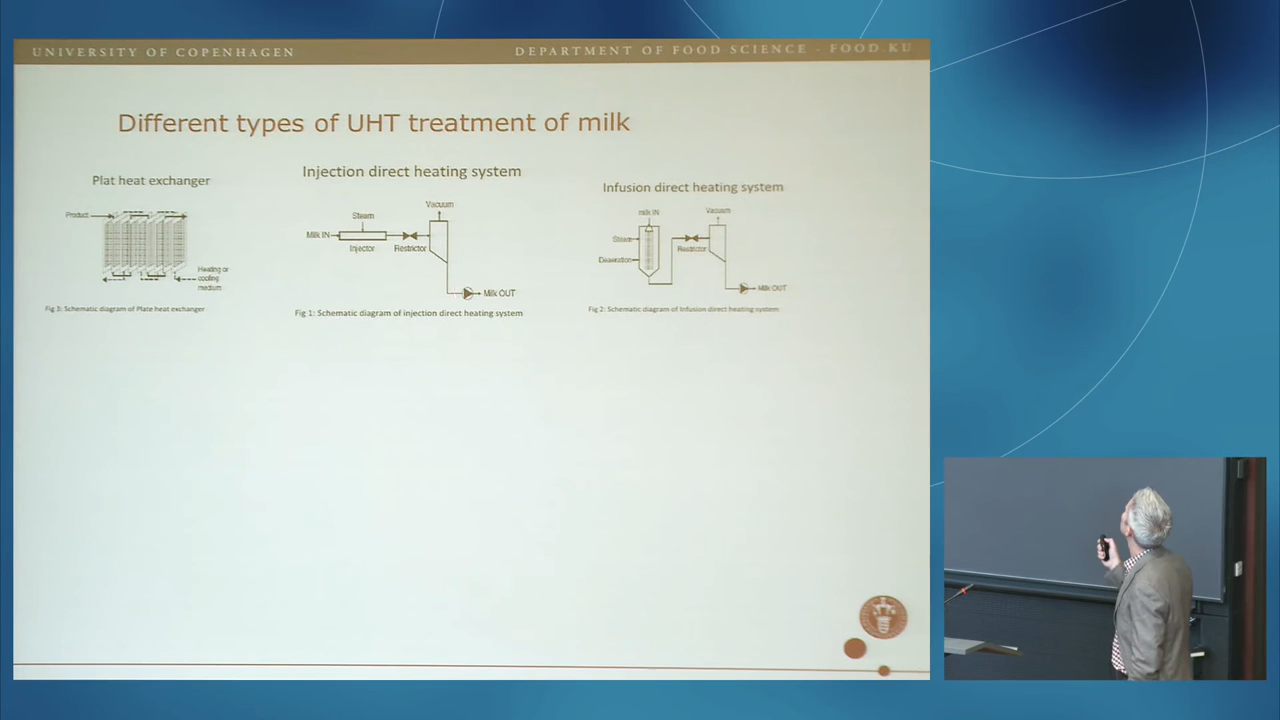 UNIVERSITY OF COPENHAGEN
DEPARTMENT OF FOOD SCIENCE - FOOD.KU
Different types of UHT treatment of milk
Plat heat exchanger
Product
Heating or
cooling
medium
Fig 3: Schematic diagram of Plate heat exchanger
Injection direct heating system
Vacuum
Steam
Milk IN
Injector
Restrictor
Milk OUT
Fig 1: Schematic diagram of injection direct heating system
Infusion direct heating system
milk IN
Vacuum
Steam
Restrictor
Deaeration
Milk OUT
Fig 2: Schematic diagram of Infusion direct heating system